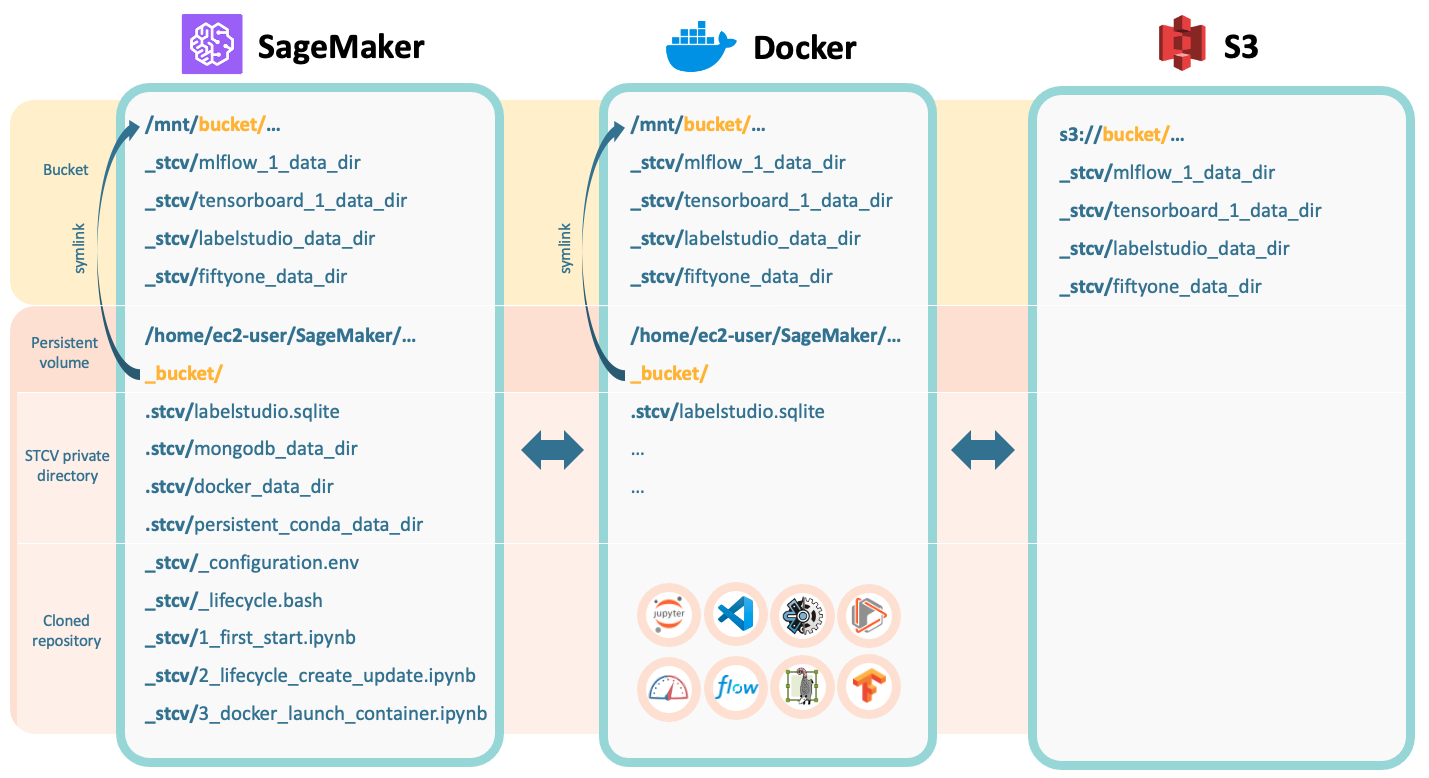 SageMaker
Docker
S3
Bucket
symlink
/mnt/bucket/...
_stcv/mlflow_1_data_dir
_stcv/tensorboard_1_data_dir
_stcv/labelstudio_data_dir
_stcv/fiftyone_data_dir
symlink
/mnt/bucket/...
_stcv/mlflow_1_data_dir
_stcv/tensorboard_1_data_dir
_stcv/labelstudio_data_dir
_stcv/fiftyone_data_dir
s3://bucket/...
_stcv/mlflow_1_data_dir
_stcv/tensorboard_1_data_dir
_stcv/labelstudio_data_dir
_stcv/fiftyone_data_dir
Persistent
volume
/home/ec2-user/SageMaker/...
_bucket/
/home/ec2-user/SageMaker/...
_bucket/
STCV private
directory
.stcv/labelstudio.sqlite
.stcv/mongodb_data_dir
.stcv/docker_data_dir
.stcv/persistent_conda_data_dir
.stcv/labelstudio.sqlite
...
...
Cloned
repository
_stcv/_configuration.env
_stcv/_lifecycle.bash
_stcv/1_first_start.ipynb
_stcv/2_lifecycle_create_update.ipynb
_stcv/3_docker_launch_container.ipynb
jupyter
flow